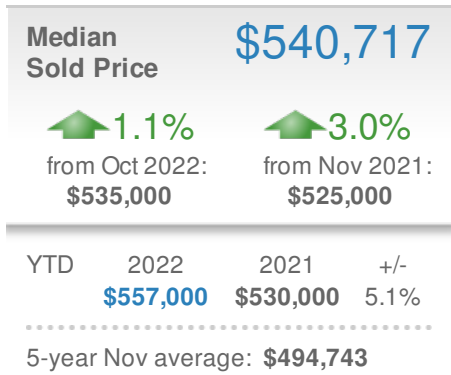 Median $540,717
Sold Price
1.1% 3.0%
from Oct 2022: from Nov 2021:
$535,000 $525,000
YTD 2022 2021 +/-
$557,000 $530,000 5.1%
5-year Nov average: $494,743